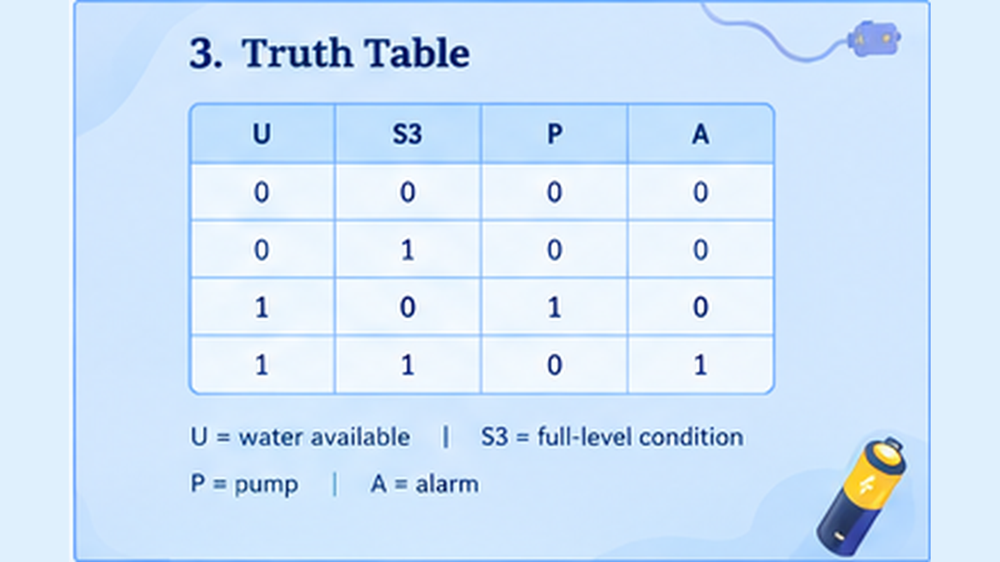 3. Truth Table
U S3 P A
0 0 0 0
0 1 0 0
1 0 1 0
1 1 0 1
U = water available | S3 = full-level condition
P = pump | A = alarm